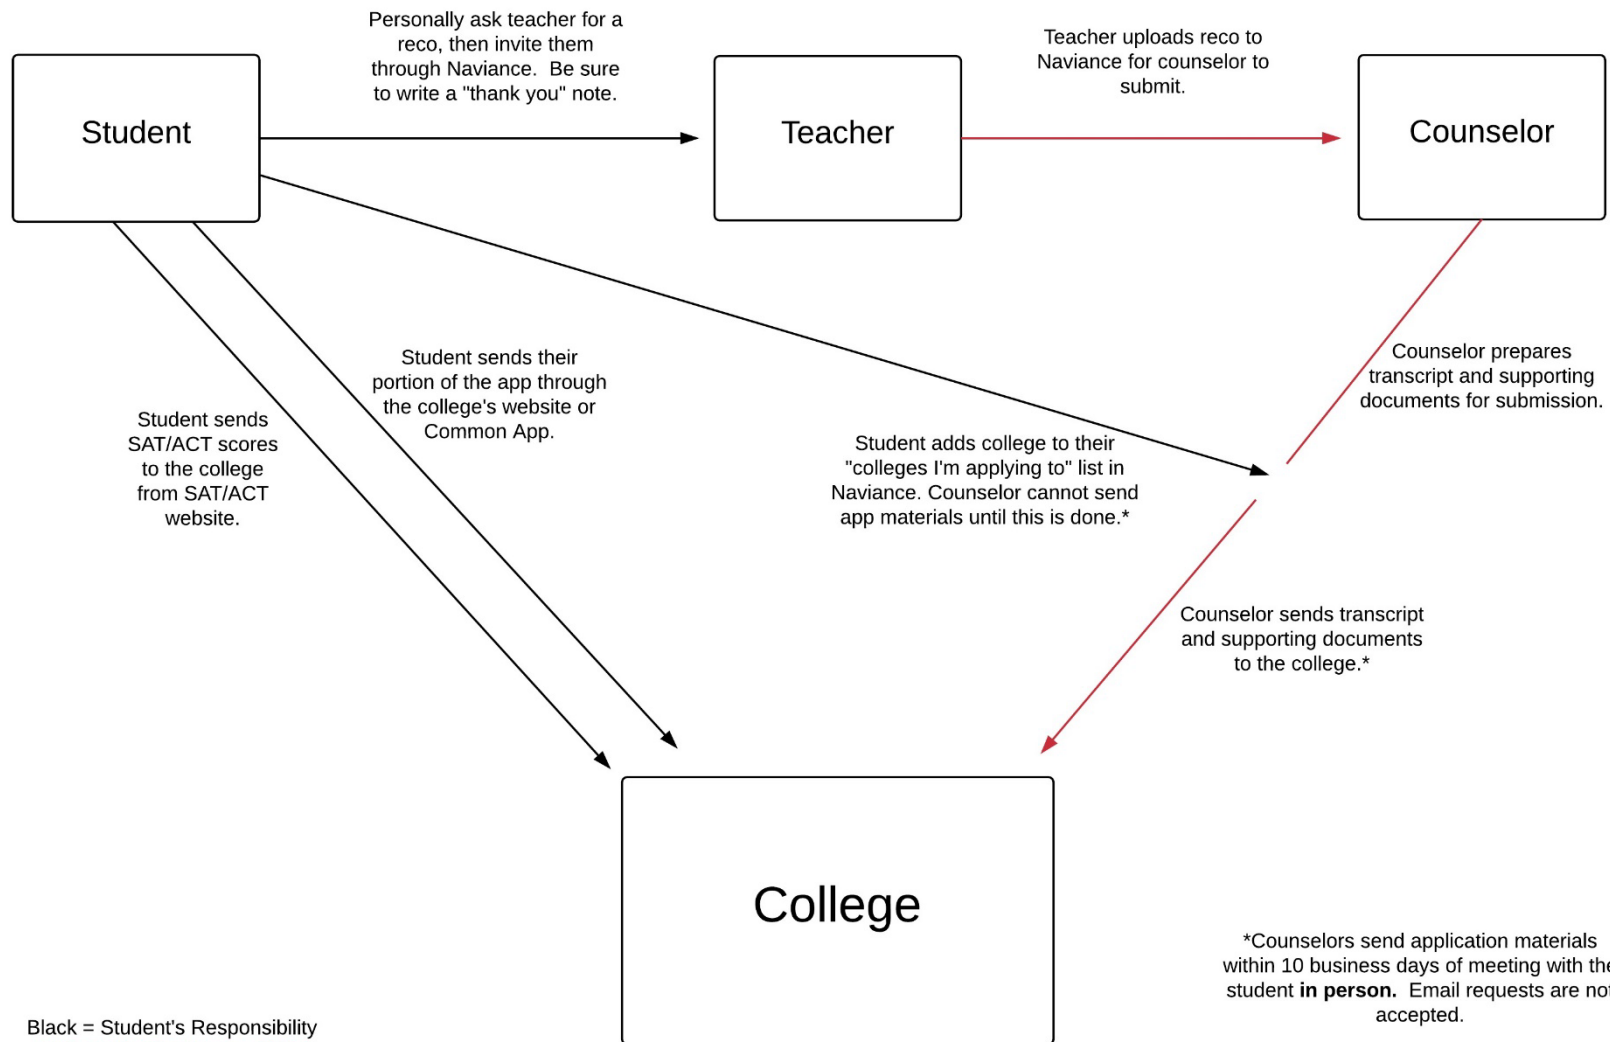 Personally ask teacher for a
reco, then invite them
through Naviance.  Be sure
to write a "thank you" note.
Teacher uploads reco to
Naviance for counselor to
submit.
Student
Teacher
Counselor
Student sends their
portion of the app through
the college's website or
Common App.
Counselor prepares
transcript and supporting
documents for submission.
Student sends
SAT/ACT scores
to the college
from SAT/ACT
website.
Student adds college to their
"colleges I'm applying to" list in
Naviance. Counselor cannot send
app materials until this is done.*
Counselor sends transcript
and supporting documents
to the college.*
College
*Counselors send application materials
within 10 business days of meeting with the
student in person.  Email requests are not
accepted.
Black = Student's Responsibility